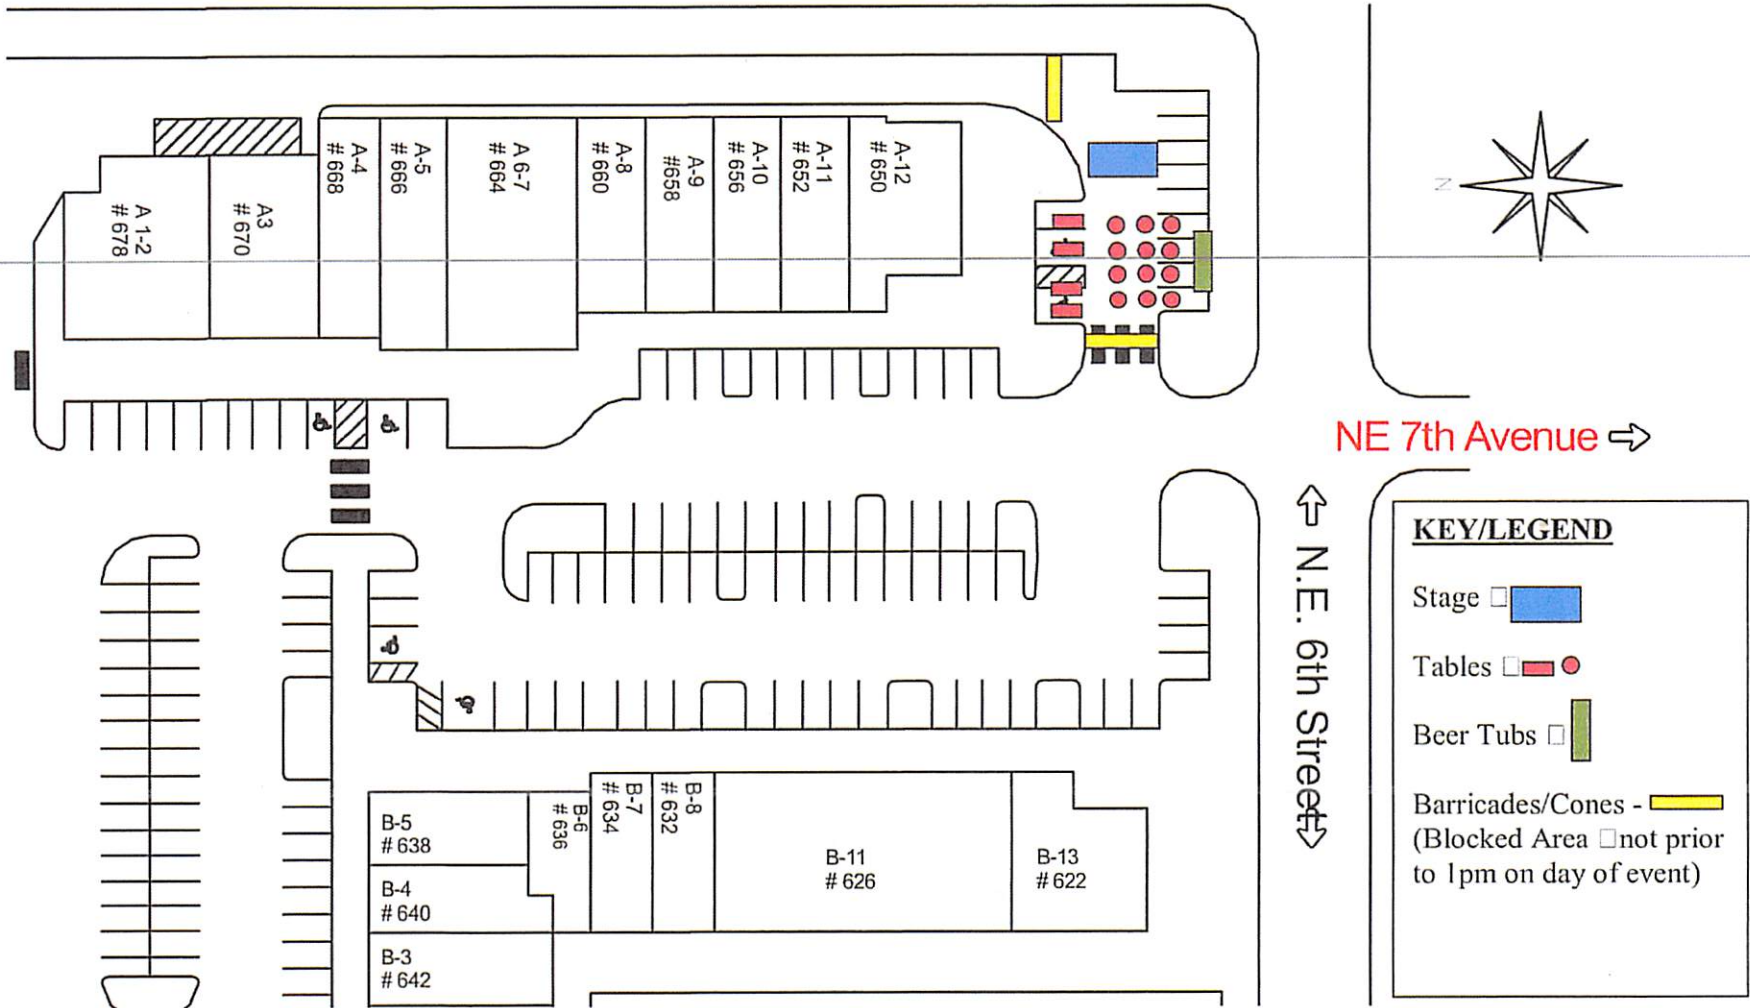 A 1-2
# 678
A3
# 670
A-4
# 668
A-5
# 666
A 6-7
# 664
A-8
# 660
A-9
#658
A-10
# 656
A-11
# 652
A-12
# 650
N
NE 7th Avenue
N.E. 6th Street
KEY/LEGEND
Stage □
Tables □
Beer Tubs □
Barricades/Cones -
(Blocked Area □not prior
to 1pm on day of event)
B-5
# 638
B-4
# 640
B-3
# 642
B-6
# 636
B-7
# 634
B-8
# 632
B-11
# 626
B-13
# 622